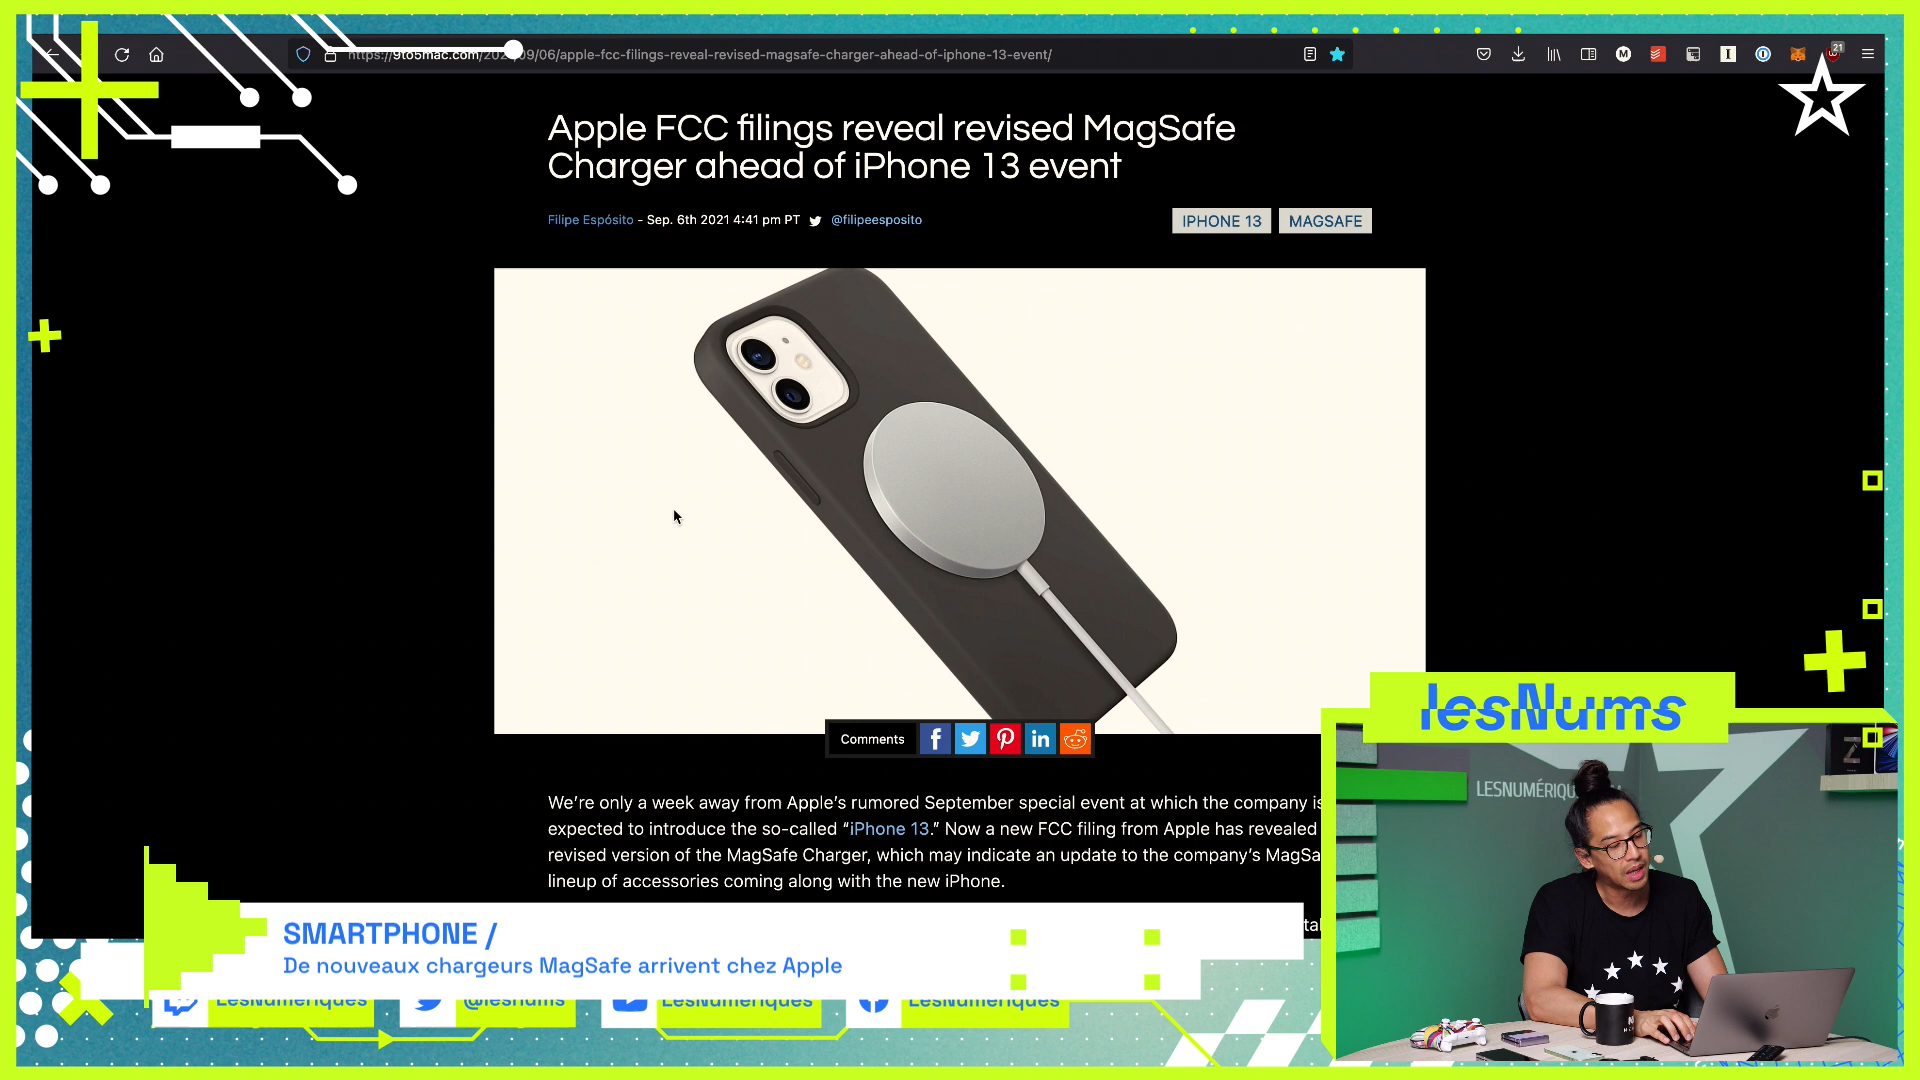 https://9to5mac.com/2021/09/06/apple-fcc-filings-reveal-revised-magsafe-charger-ahead-of-iphone-13-event/
21
Apple FCC filings reveal revised MagSafe
Charger ahead of iPhone 13 event
Filipe Espósito - Sep. 6th 2021 4:41 pm PT @filipeesposito
IPHONE 13 MAGSAFE
Comments
We're only a week away from Apple's rumored September special event at which the company is
expected to introduce the so-called “iPhone 13.” Now a new FCC filing from Apple has revealed
revised version of the MagSafe Charger, which may indicate an update to the company's MagSa
lineup of accessories coming along with the new iPhone.
lesNums
LESNUMÉRIQU
Z
SMARTPHONE /
De nouveaux chargeurs MagSafe arrivent chez Apple
LesNumeriques @lesnums LesNumeriques LesNumeriques